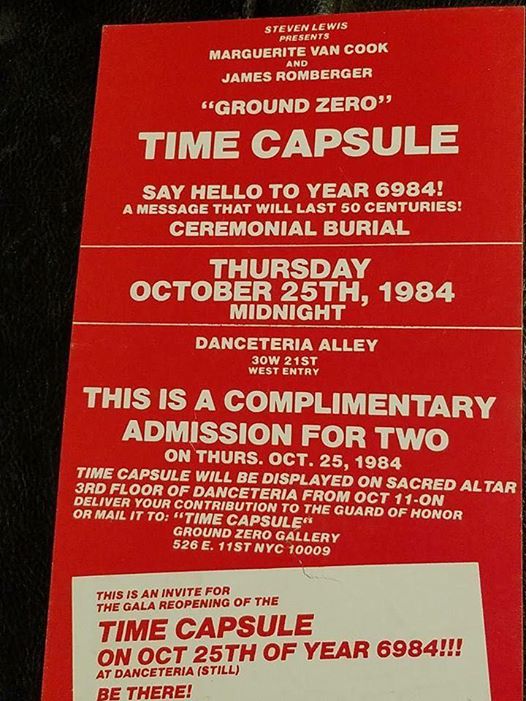 STEVEN LEWIS
PRESENTS
MARGUERITE VAN COOK
AND
JAMES ROMBERGER
"GROUND ZERO"
TIME CAPSULE
SAY HELLO TO YEAR 6984!
A MESSAGE THAT WILL LAST 50 CENTURIES!
CEREMONIAL BURIAL
THURSDAY
OCTOBER 25TH, 1984
MIDNIGHT
DANCETERIA ALLEY
30W 21ST
WEST ENTRY
THIS IS A COMPLIMENTARY
ADMISSION FOR TWO
ON THURS. OCT. 25, 1984
TIME CAPSULE WILL BE DISPLAYED ON SACRED ALTAR
3RD FLOOR OF DANCETERIA FROM OCT 11-ON
DELIVER YOUR CONTRIBUTION TO THE GUARD OF HONOR
OR MAIL IT TO: "TIME CAPSULE"
GROUND ZERO GALLERY
526 E. 11ST NYC 10009
THIS IS AN INVITE FOR
THE GALA REOPENING OF THE
TIME CAPSULE
ON OCT 25TH OF YEAR 6984!!!
AT DANCETERIA (STILL)
BE THERE!